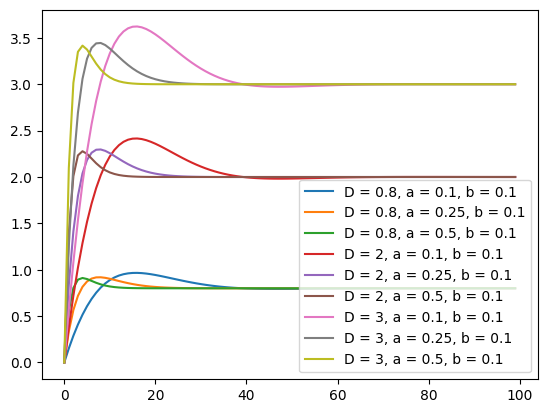 3.5
3.0
2.5
2.0
1.5
1.0
0.5
0.0
D = 0.8, a = 0.1, b = 0.1
D = 0.8, a = 0.25, b = 0.1
D = 0.8, a = 0.5, b = 0.1
D = 2, a = 0.1, b = 0.1
D = 2, a = 0.25, b = 0.1
D = 2, a = 0.5, b = 0.1
D = 3, a = 0.1, b = 0.1
D = 3, a = 0.25, b = 0.1
D = 3, a = 0.5, b = 0.1
0 20 40 60 80 100